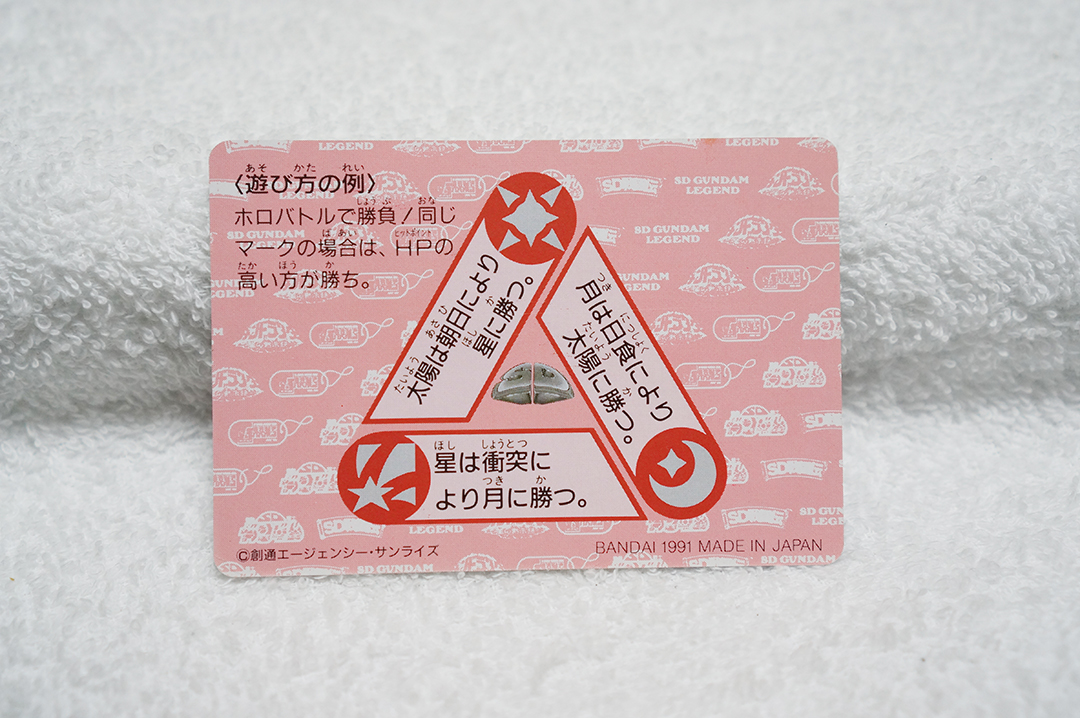 〈遊び方の例〉
ホロバトルで勝負!同じ
マークの場合は、HPの
高い方が勝ち。
太陽は朝日により
星に勝つ。
月は日食により
太陽に勝つ。
星は衝突に
より月に勝つ。
©創通エージェンシー・サンライズ
BANDAI 1991 MADE IN JAPAN
SD GUNDAM
LEGEND